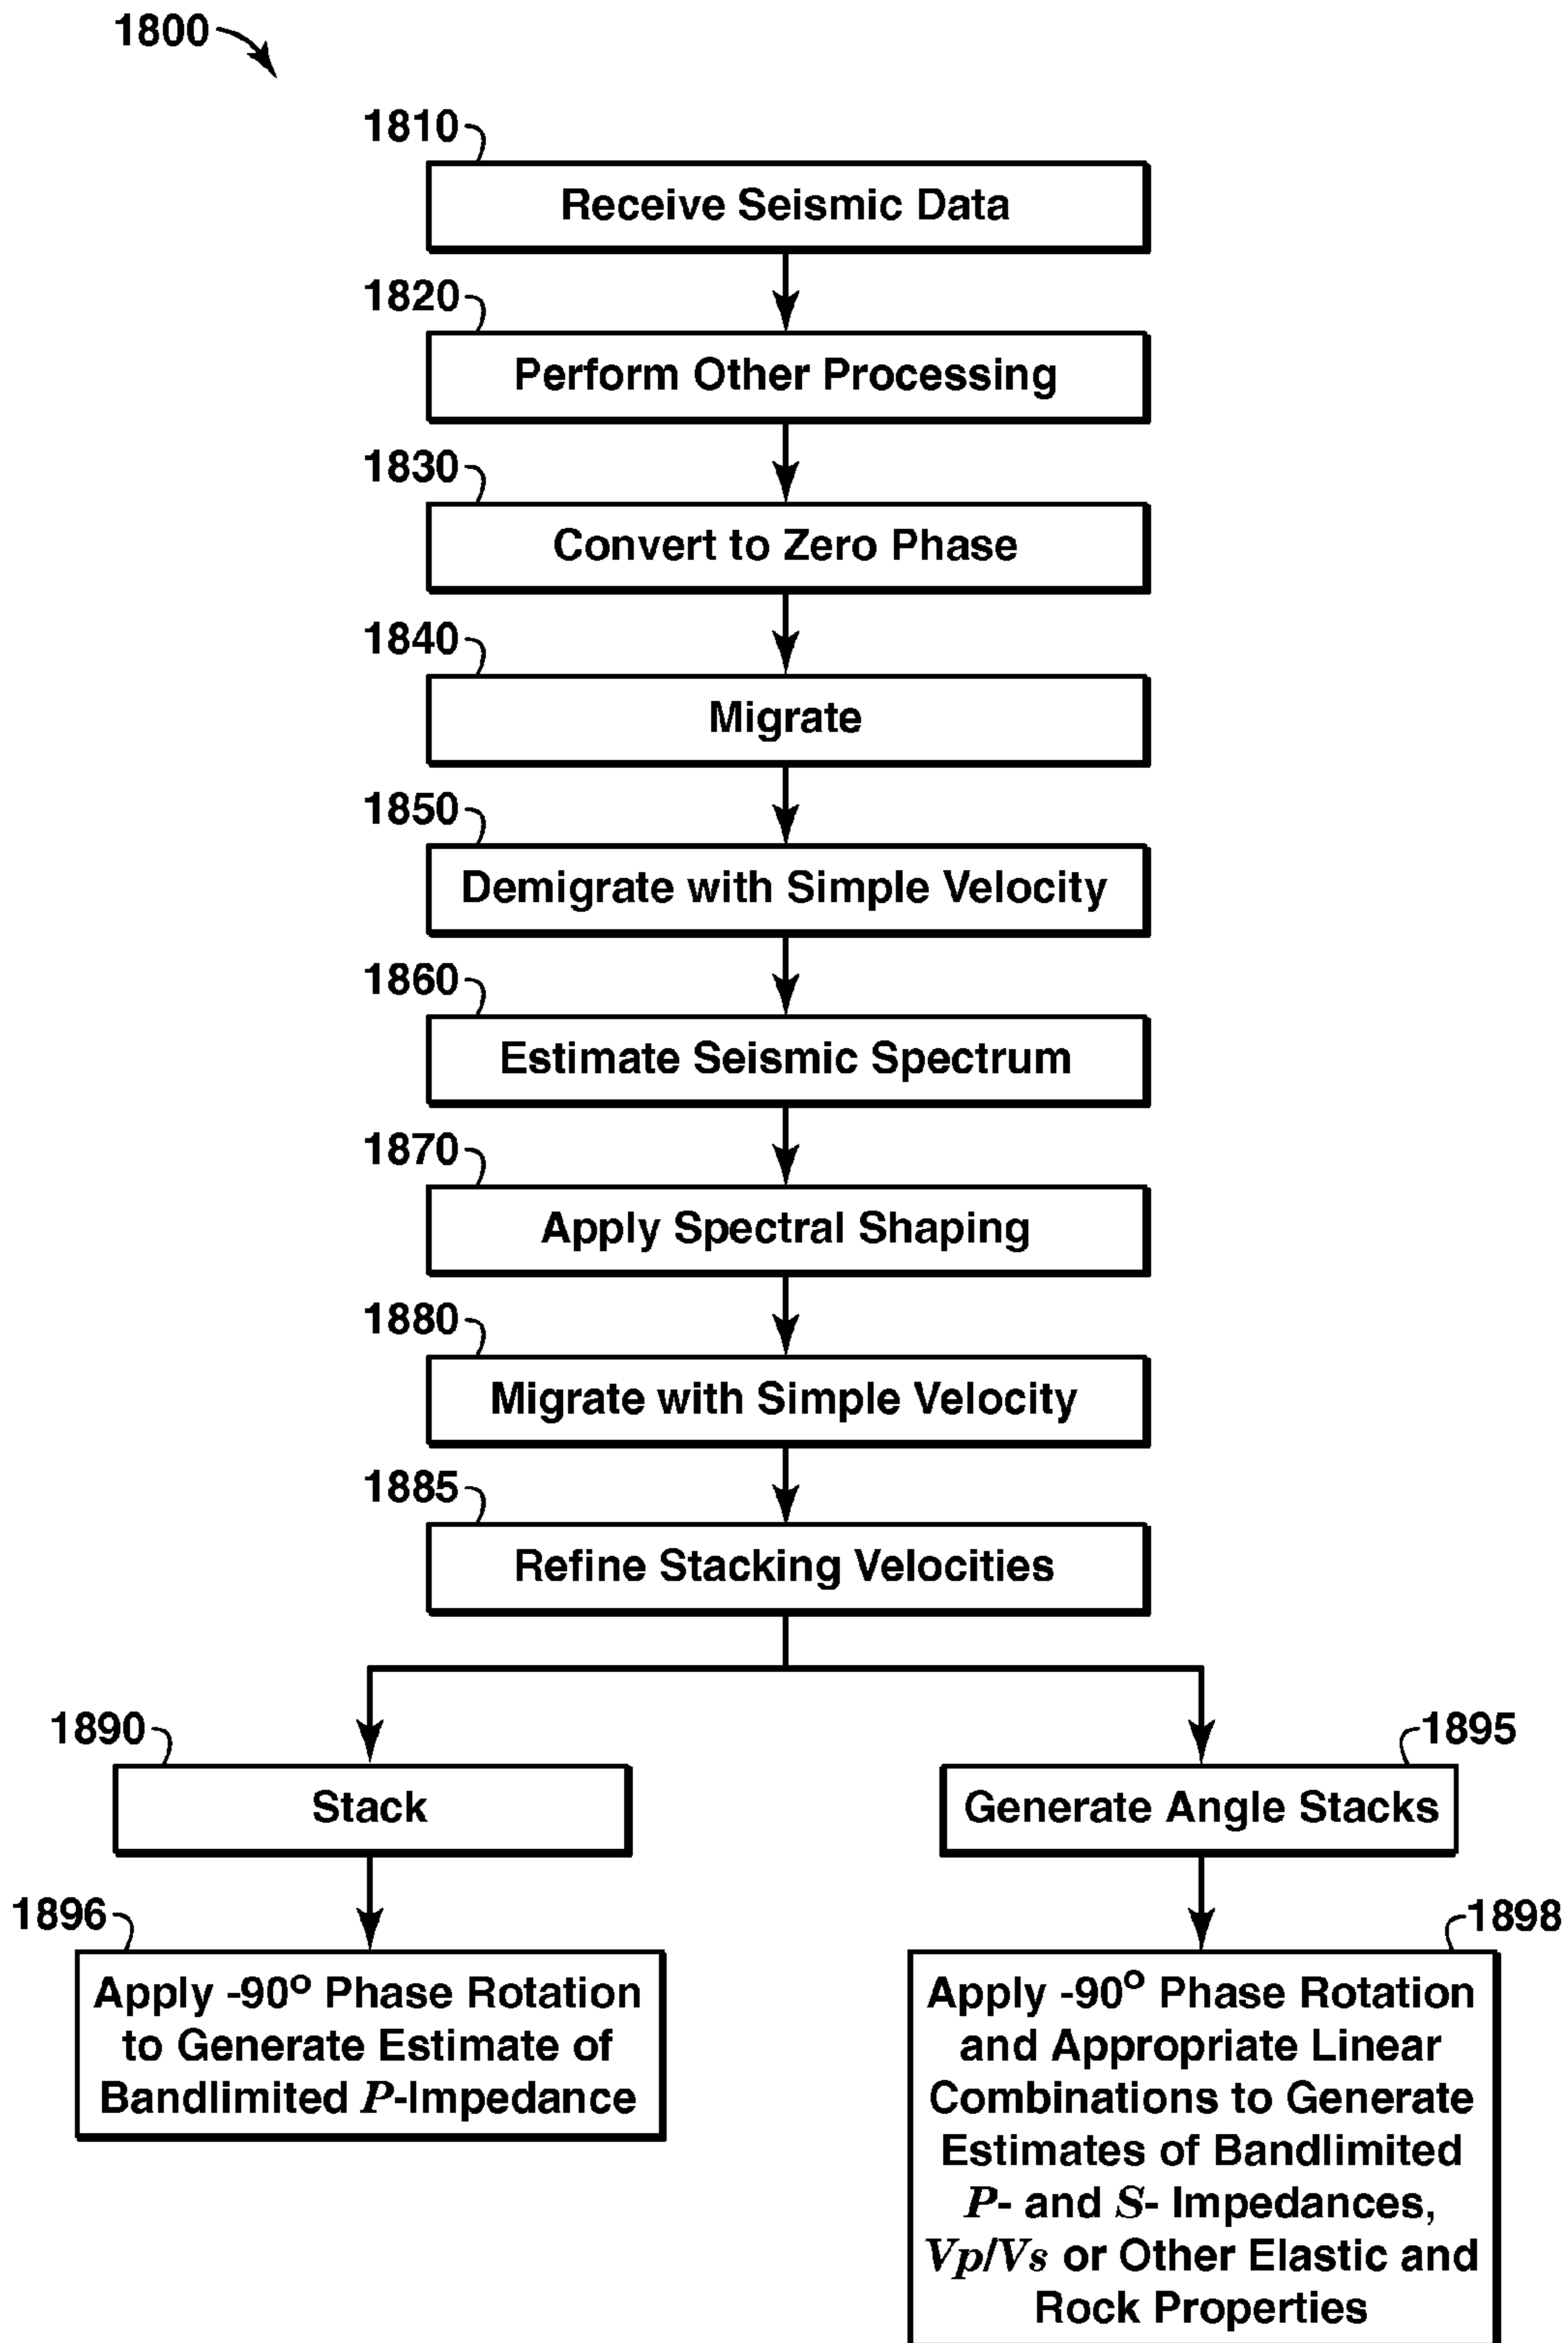 1800
1810
Receive Seismic Data
1820
Perform Other Processing
1830
Convert to Zero Phase
1840
Migrate
1850
Demigrate with Simple Velocity
1860
Estimate Seismic Spectrum
1870
Apply Spectral Shaping
1880
Migrate with Simple Velocity
1885
Refine Stacking Velocities
1890
Stack
1896
Apply -90° Phase Rotation
to Generate Estimate of
Bandlimited P-Impedance
1895
Generate Angle Stacks
1898
Apply -90° Phase Rotation
and Appropriate Linear
Combinations to Generate
Estimates of Bandlimited
P- and S- Impedances,
Vp/Vs or Other Elastic and
Rock Properties